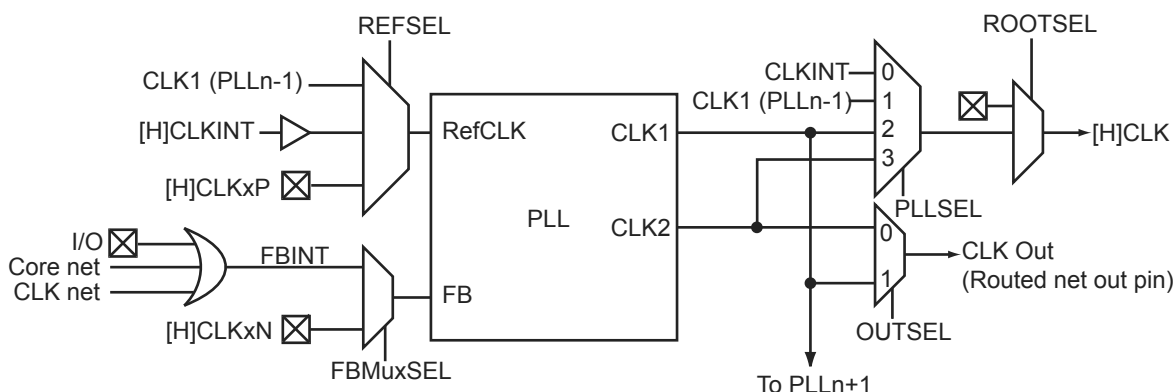 REFSEL
ROOTSEL
CLK1 (PLLn-1)
[H]CLKINT
[H]CLKxP
RefCLK
CLK1
CLKINT
CLK1 (PLLn-1)
0
1
2
3
[H]CLK
PLLSEL
PLL
CLK2
0
1
CLK Out
(Routed net out pin)
OUTSEL
I/O
Core net
CLK net
FBINT
FB
[H]CLKxN
FBMuxSEL
To PLLn+1